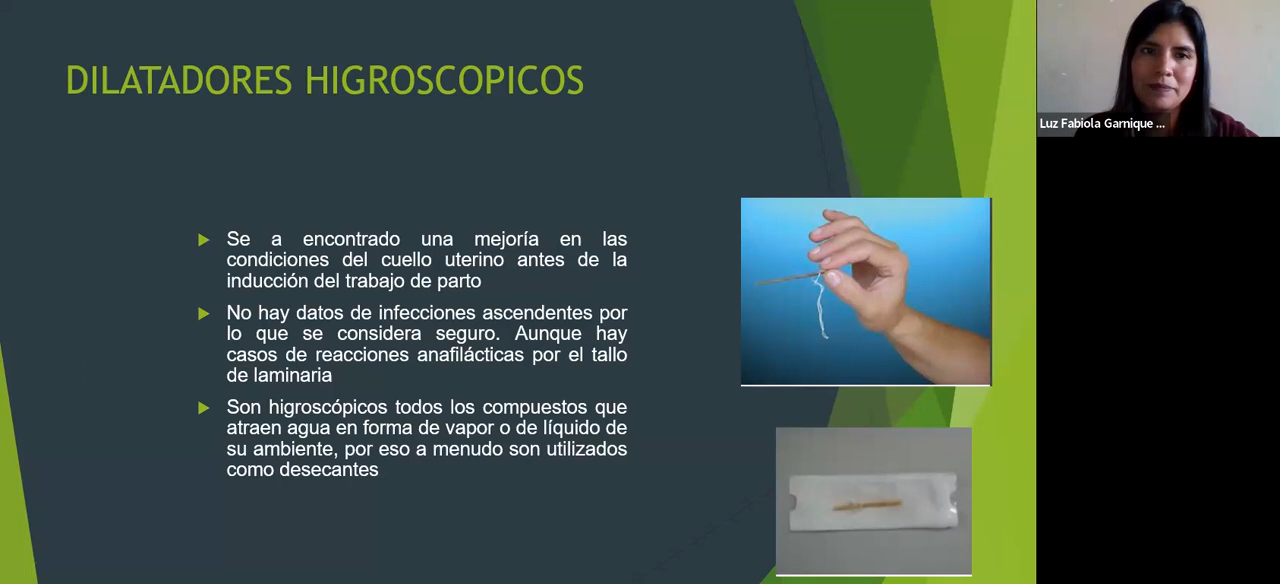 DILATADORES HIGROSCOPICOS
Se a encontrado una mejoría en las
condiciones del cuello uterino antes de la
inducción del trabajo de parto
No hay datos de infecciones ascendentes por
lo que se considera seguro. Aunque hay
casos de reacciones anafilácticas por el tallo
de laminaria
Son higroscópicos todos los compuestos que
atraen agua en forma de vapor o de líquido de
su ambiente, por eso a menudo son utilizados
como desecantes
Luz Fabiola Garnique ...